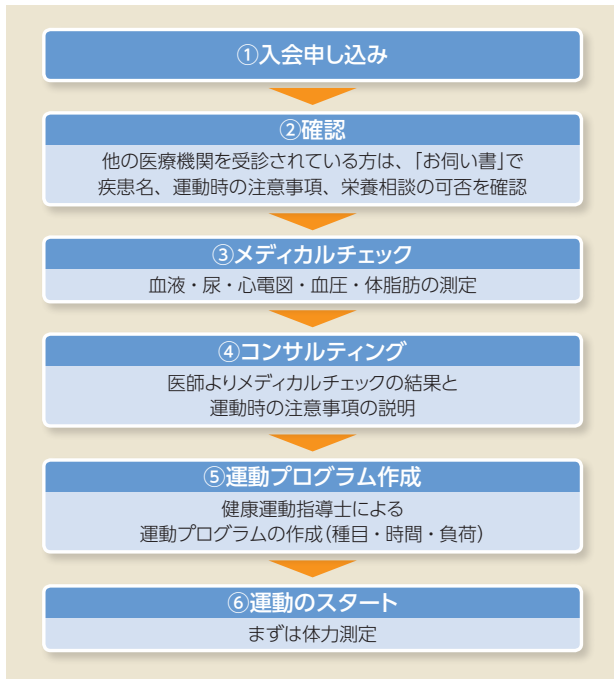 ①入会申し込み
②確認
他の医療機関を受診されている方は、「お伺い書」で
疾患名、運動時の注意事項、栄養相談の可否を確認
③メディカルチェック
血液・尿・心電図・血圧・体脂肪の測定
④コンサルティング
医師よりメディカルチェックの結果と
運動時の注意事項の説明
⑤運動プログラム作成
健康運動指導士による
運動プログラムの作成(種目・時間・負荷)
⑥運動のスタート
まずは体力測定